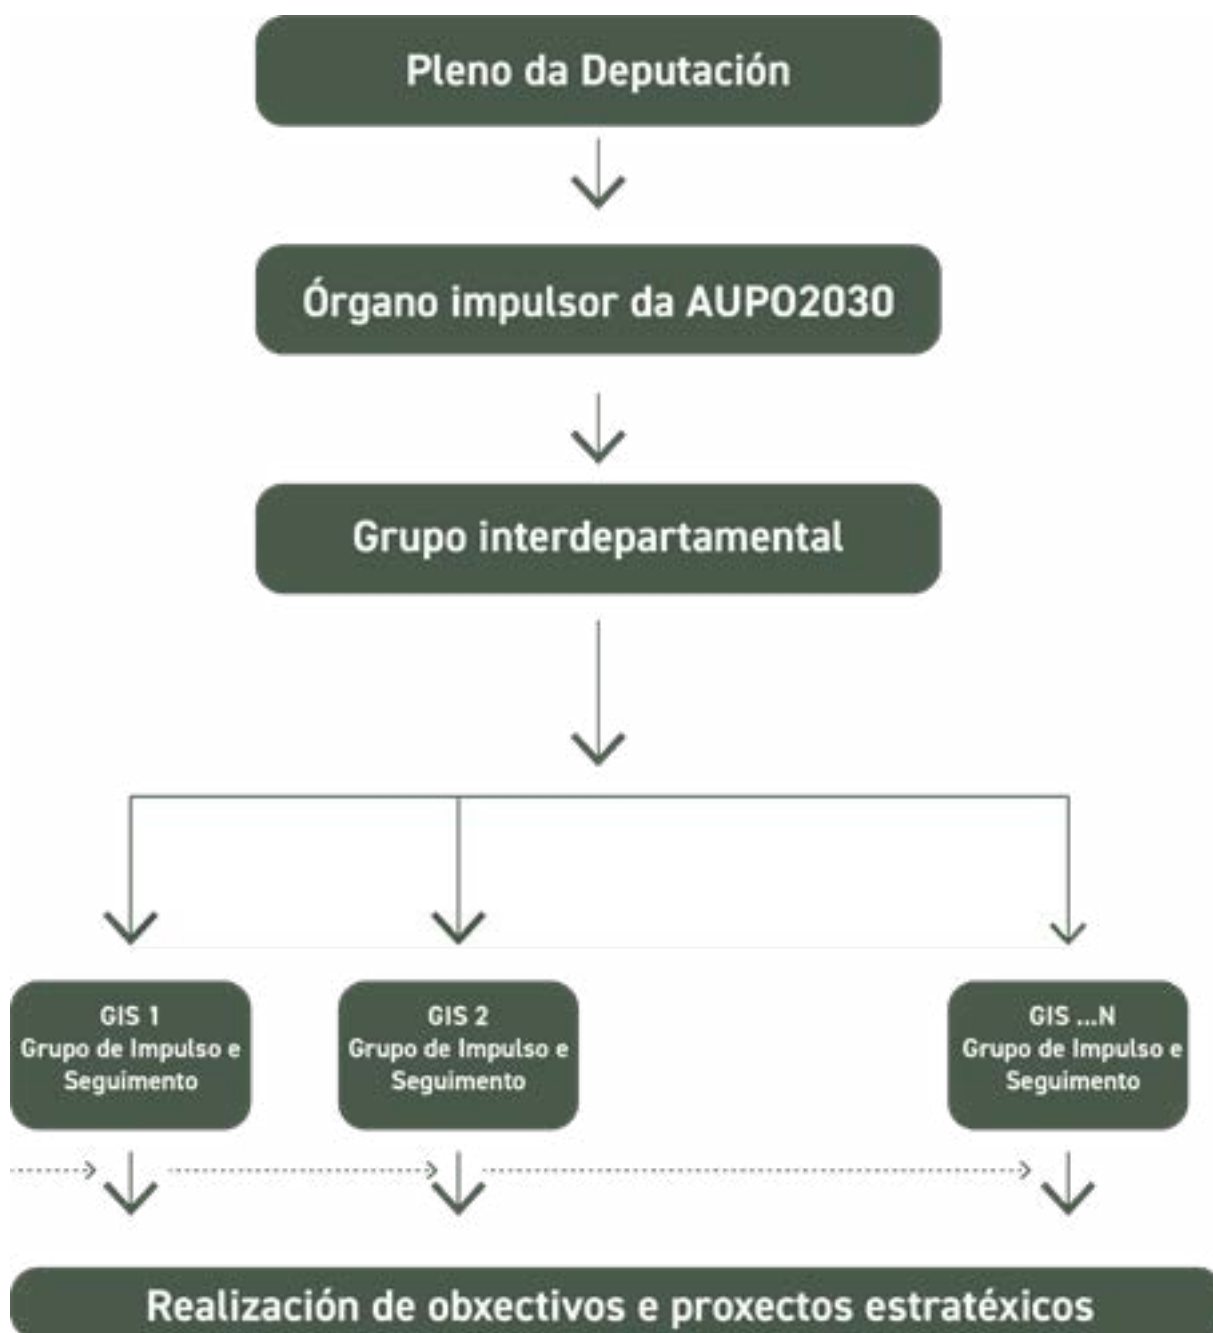 Pleno da Deputación
Órgano impulsor da AUPO2030
Grupo interdepartamental
GIS 1
Grupo de Impulso e
Seguimento
GIS 2
Grupo de Impulso e
Seguimento
GIS ...N
Grupo de Impulso e
Seguimento
Realización de obxectivos e proxectos estratéxicos